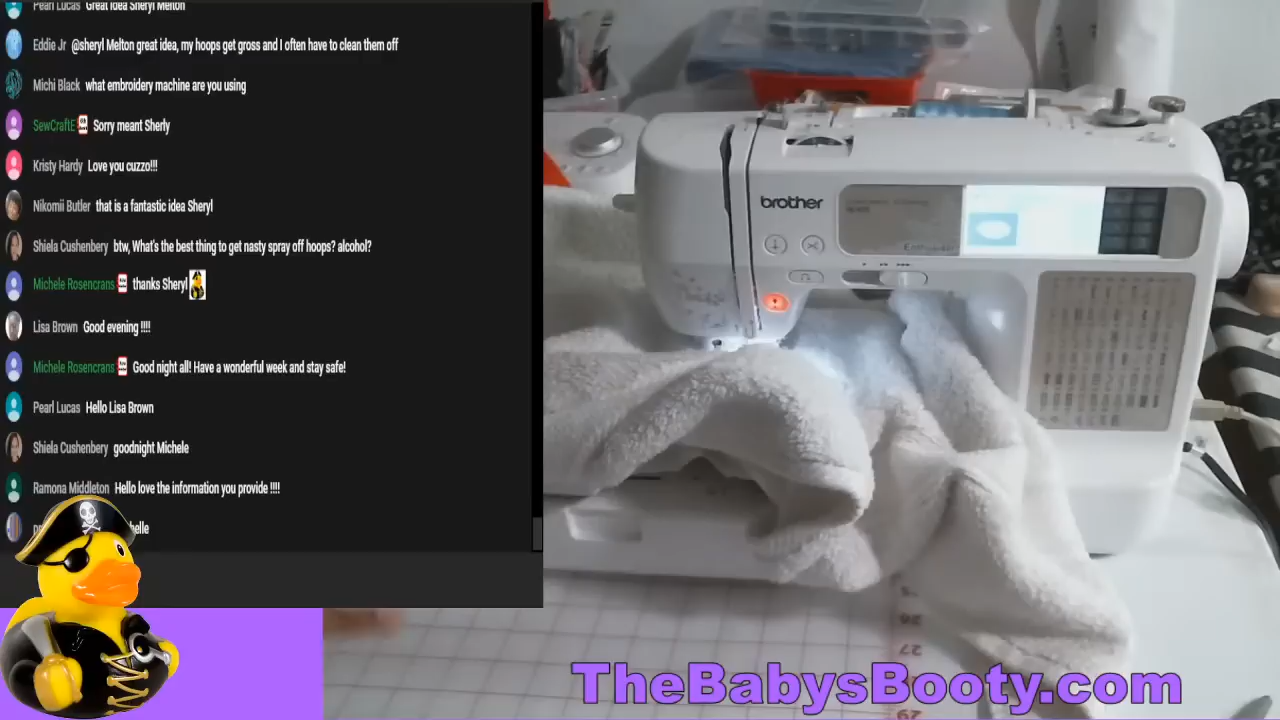 Pearl Lucas Great idea Sheryl Melton
Eddie Jr @sheryl Melton great idea, my hoops get gross and I often have to clean them off
Michi Black what embroidery machine are you using
SewCraftE Sorry meant Sherly
Kristy Hardy Love you cuzzo!!!
Nikomii Butler that is a fantastic idea Sheryl
Shiela Cushenbery btw, What's the best thing to get nasty spray off hoops? alcohol?
Michele Rosencrans thanks Sheryl
Lisa Brown Good evening !!!!
Michele Rosencrans Good night all! Have a wonderful week and stay safe!
Pearl Lucas Hello Lisa Brown
Shiela Cushenbery goodnight Michele
Ramona Middleton Hello love the information you provide !!!!
brother
26
27
29
TheBabysBooty.com